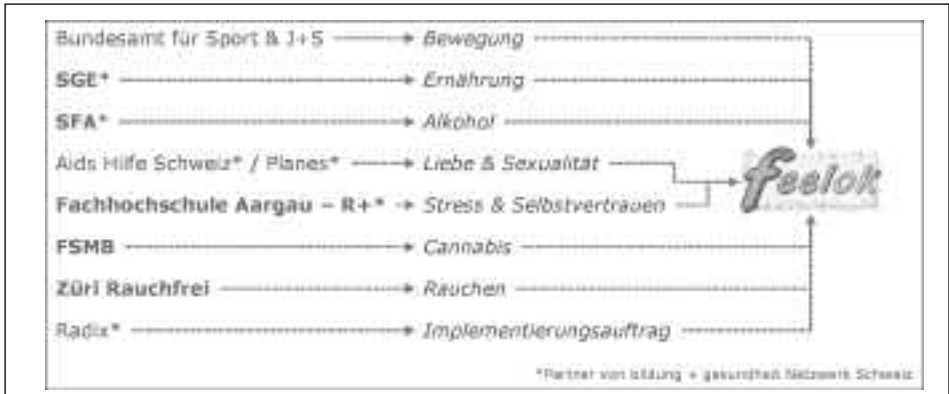 Bundesamt für Sport & J+S Bewegung
SGE* Ernährung
SFA* Alkohol
Aids Hilfe Schweiz* / Planes* Liebe & Sexualität
feelok
Fachhochschule Aargau – R+* Stress & Selbstvertrauen
FSMB Cannabis
Züri Rauchfrei Rauchen
Radix* Implementierungsauftrag
*Partner von bildung + gesundheit Netzwerk Schweiz